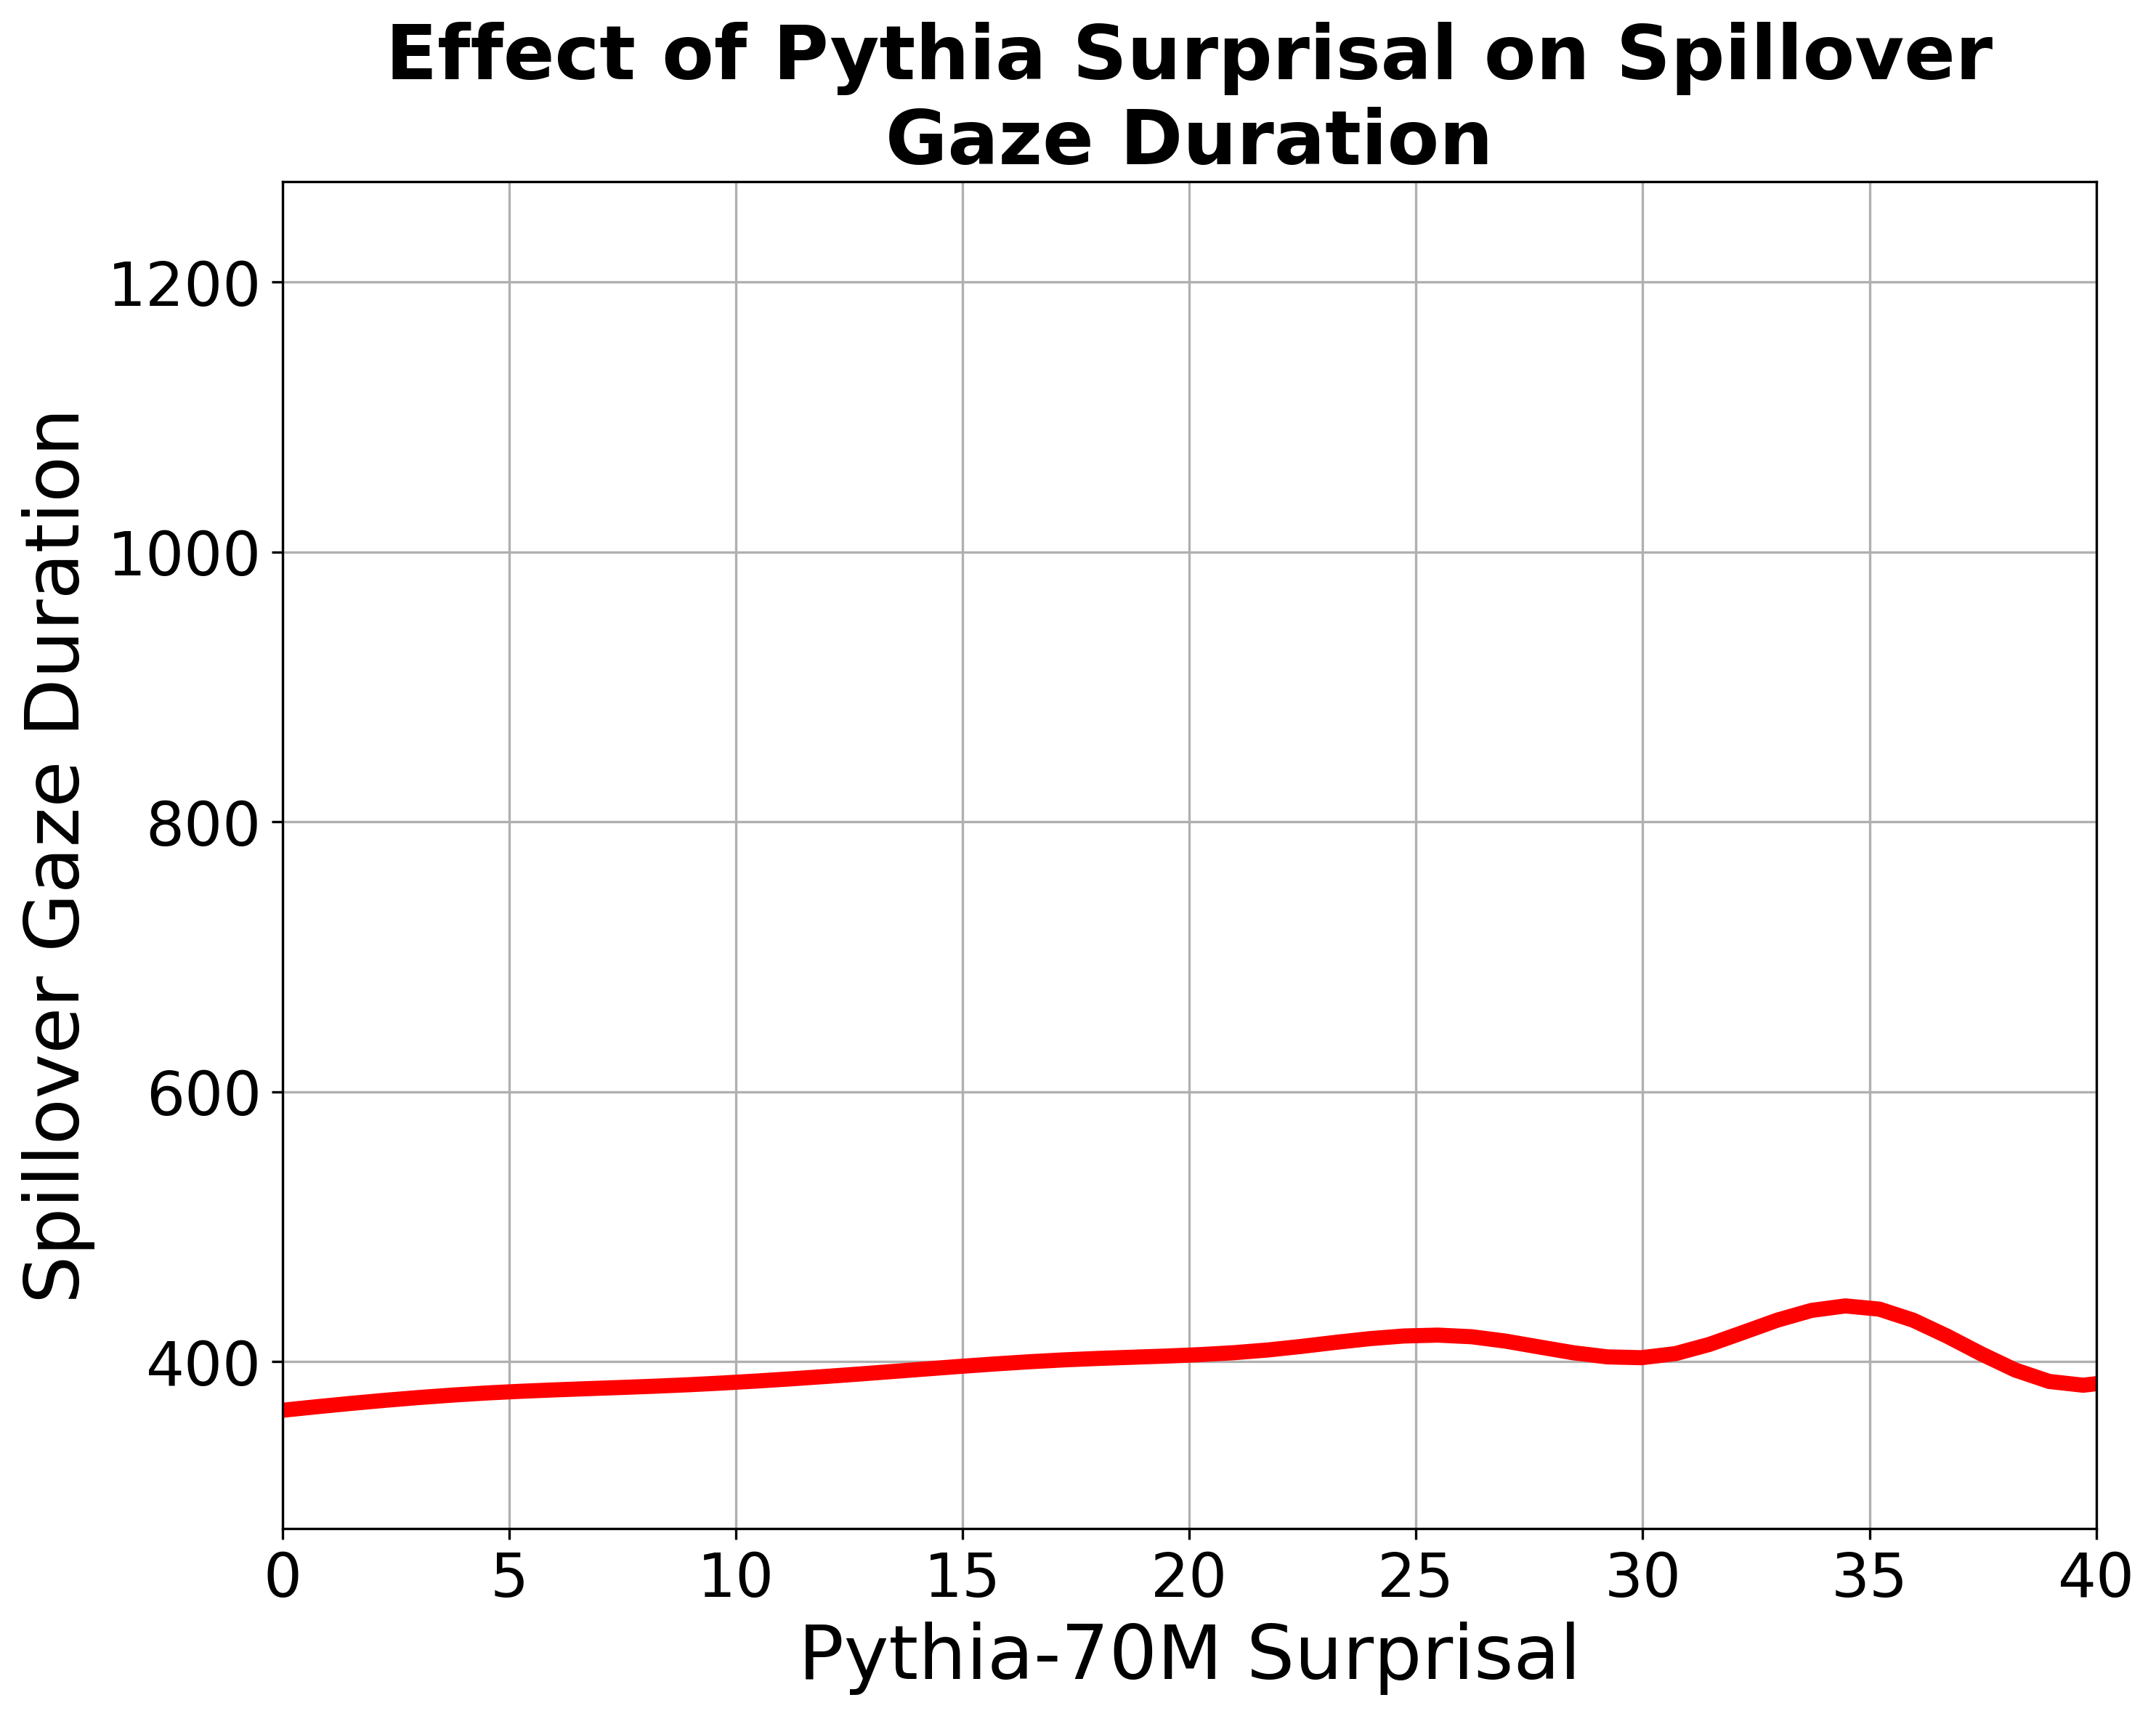 Effect of Pythia Surprisal on Spillover
Gaze Duration
Spillover Gaze Duration
1200
1000
800
600
400
0 5 10 15 20 25 30 35 40
Pythia-70M Surprisal